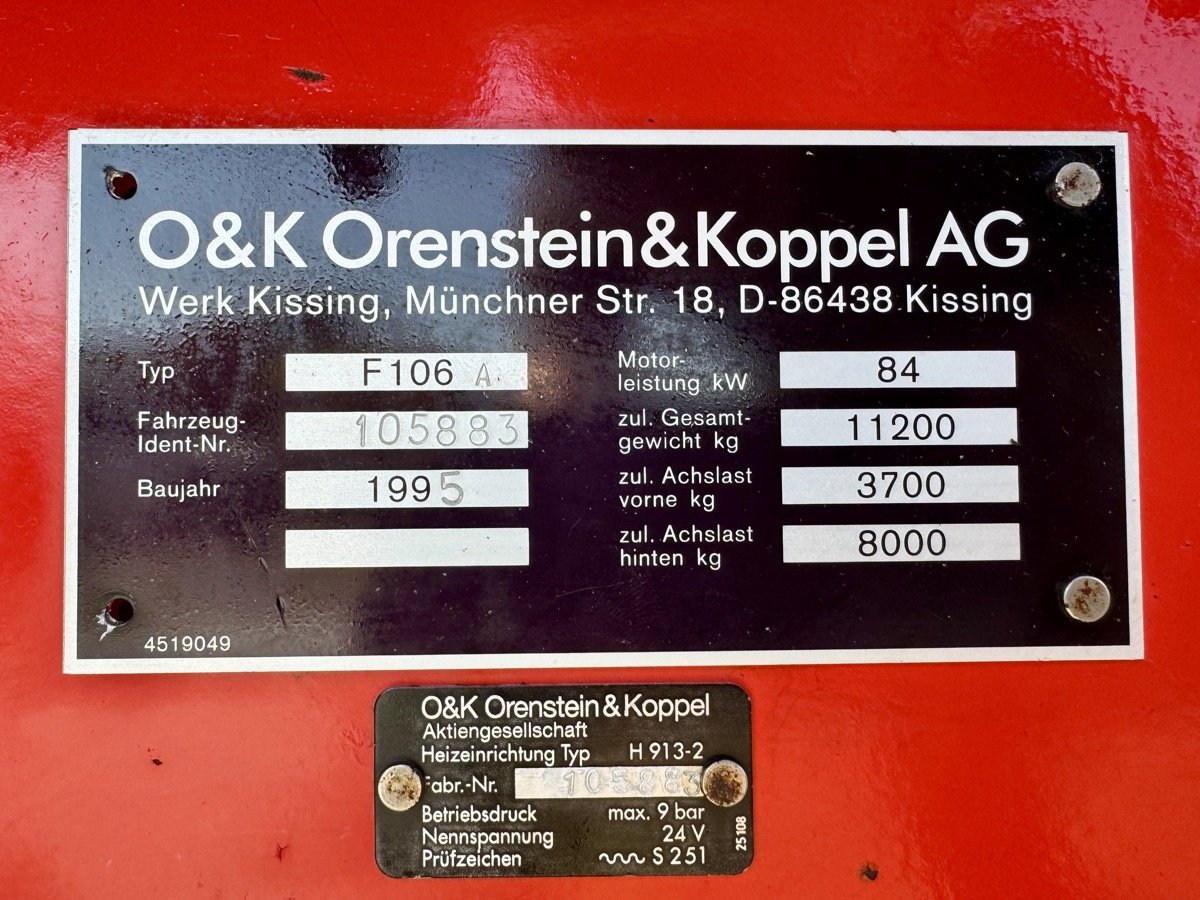 O&K Orenstein&Koppel AG
Werk Kissing, Münchner Str. 18, D-86438 Kissing
Typ F106 A
Fahrzeug-
Ident-Nr. 105883
Baujahr 1995
Motor-
leistung kW 84
zul. Gesamt-
gewicht kg 11200
zul. Achslast
vorne kg 3700
zul. Achslast
hinten kg 8000
4519049
O&K Orenstein&Koppel
Aktiengesellschaft
Heizeinrichtung Typ H 913-2
Fabr.-Nr. 105883
Betriebsdruck max. 9 bar
Nennspannung 24 V
Prüfzeichen S 251
25108